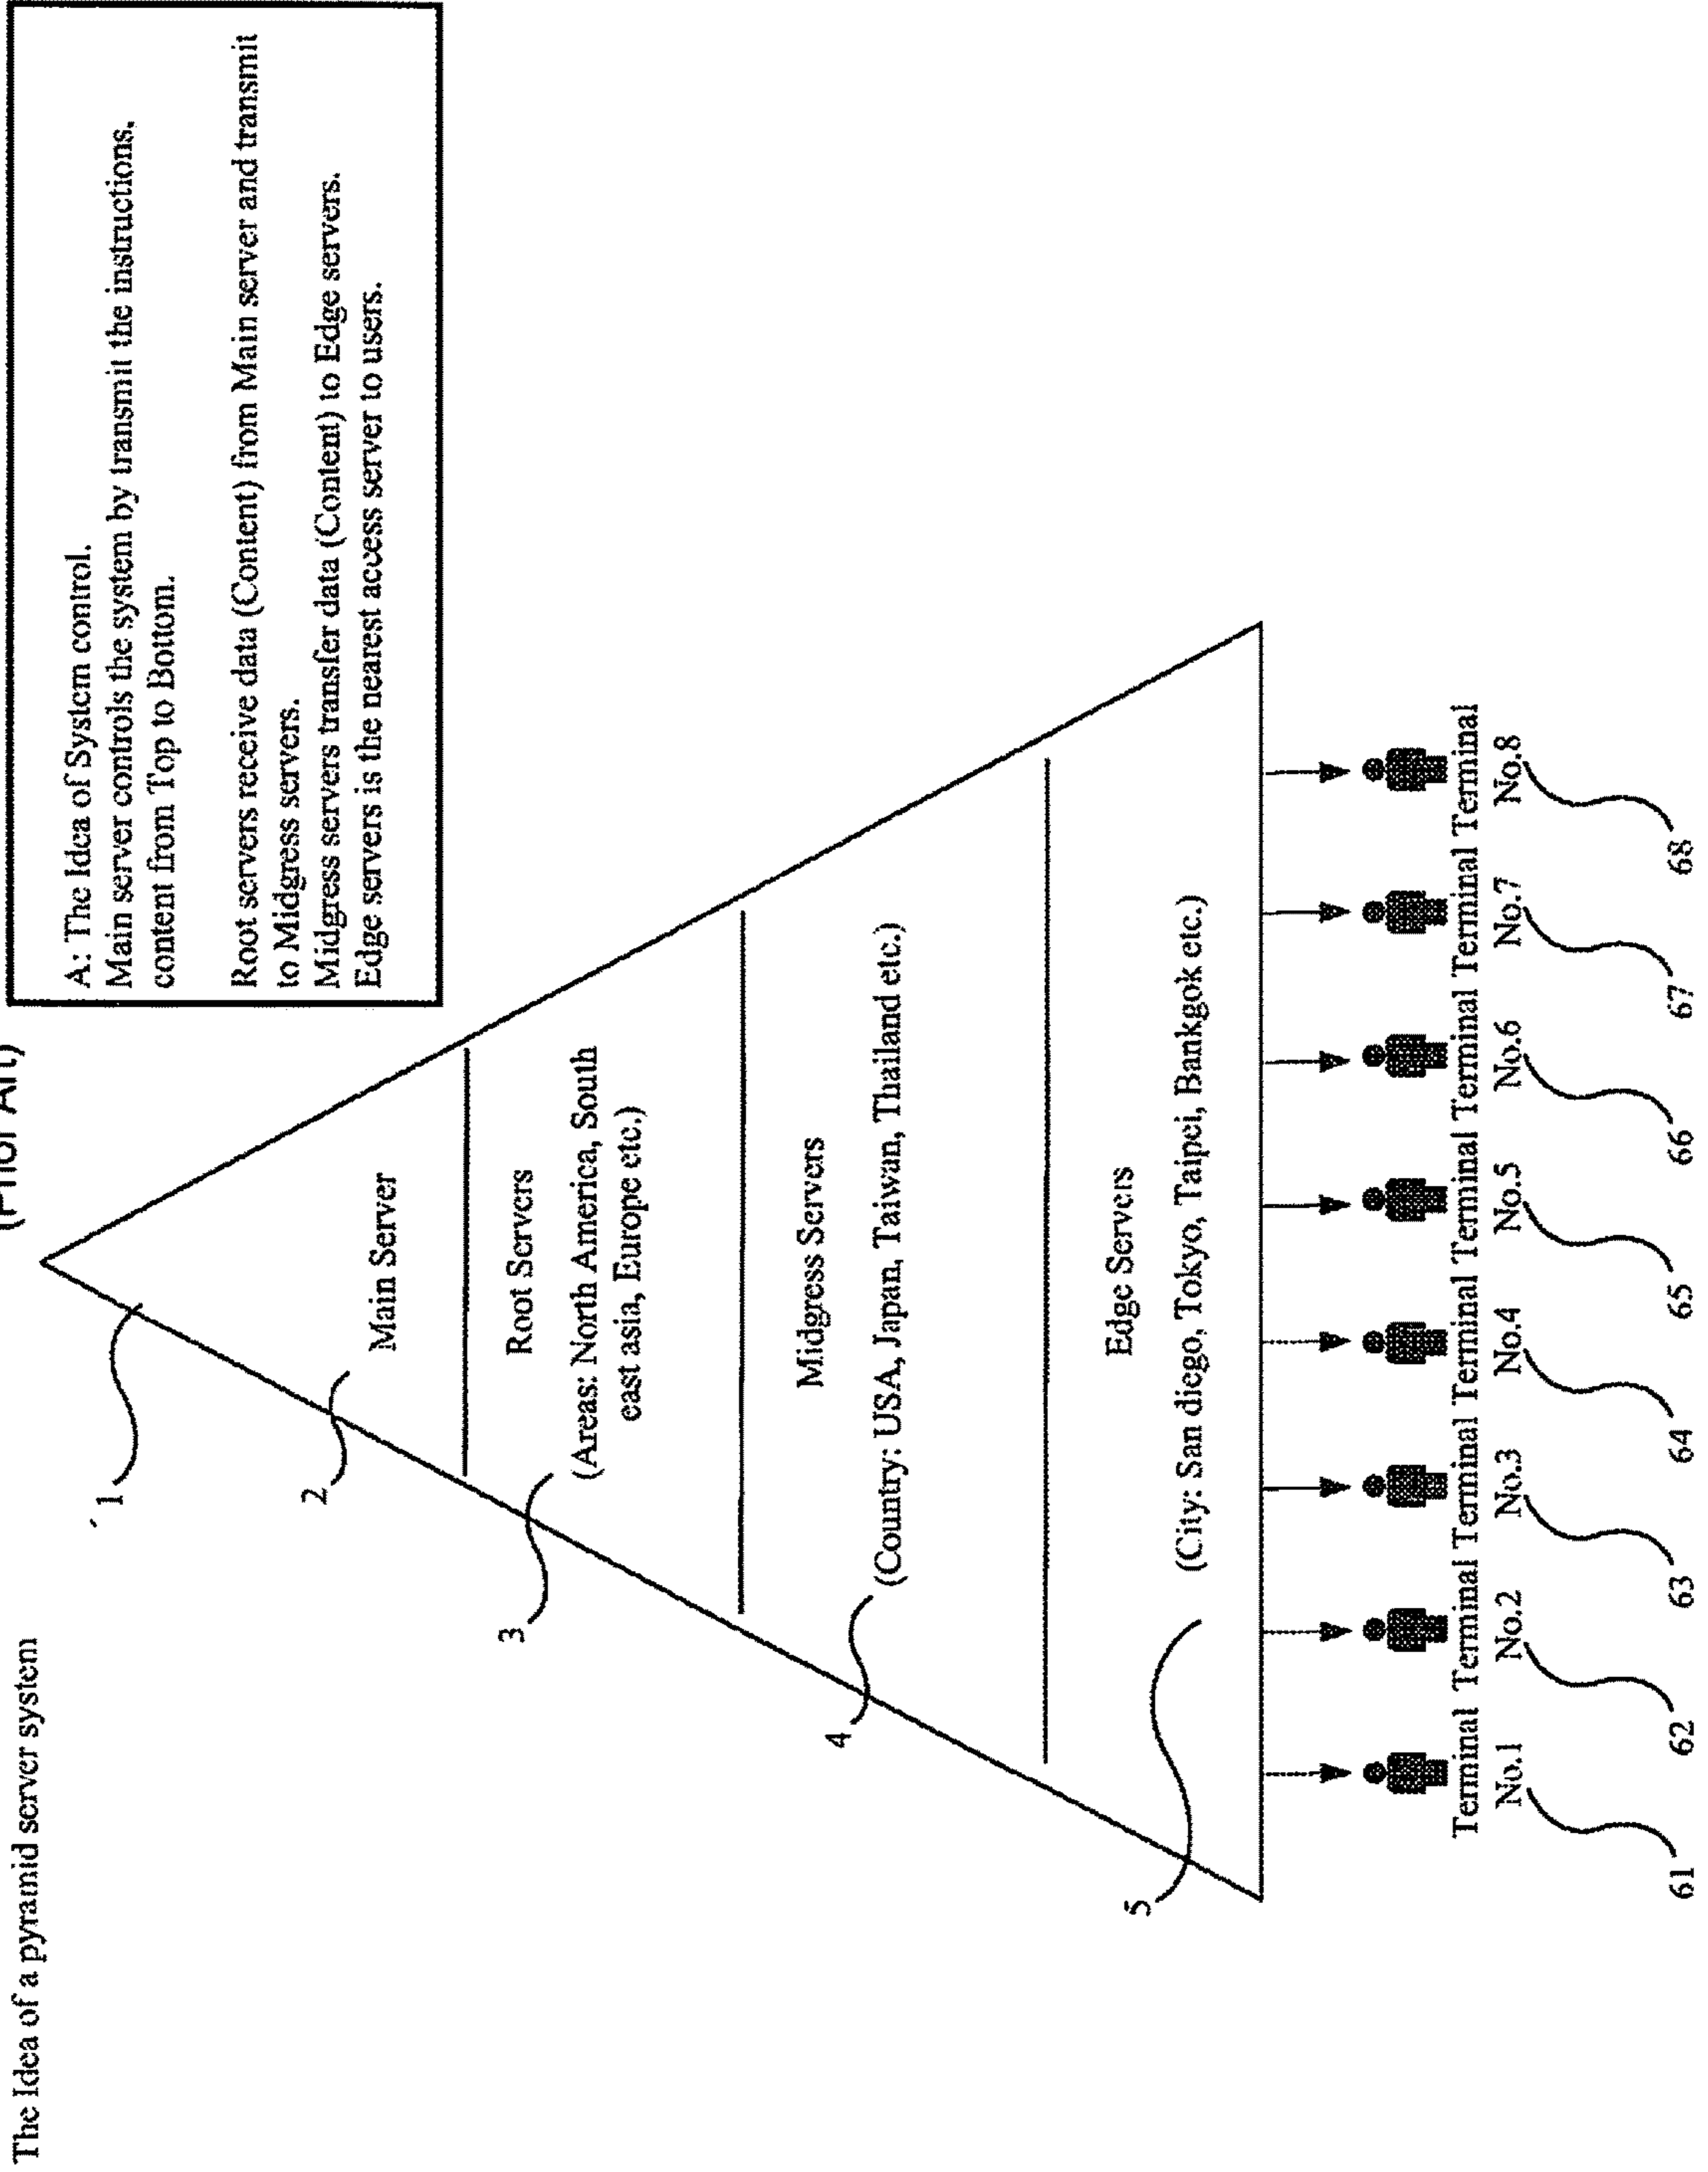 (Prior Art)
The Idea of a pyramid server system
A: The Idea of System control.
Main server controls the system by transmit the instructions,
content from Top to Bottom.
Root servers receive data (Content) from Main server and transmit
to Midgress servers.
Midgress servers transfer data (Content) to Edge servers.
Edge servers is the nearest access server to users.
1
2
Main Server
3
Root Servers
(Areas: North America, South
east asia, Europe etc.)
4
Midgress Servers
(Country: USA, Japan, Taiwan, Thailand etc.)
5
Edge Servers
(City: San diego, Tokyo, Taipei, Bankgok etc.)
Terminal Terminal Terminal Terminal Terminal Terminal Terminal Terminal
No.1 No.2 No.3 No.4 No.5 No.6 No.7 No.8
61 62 63 64 65 66 67 68